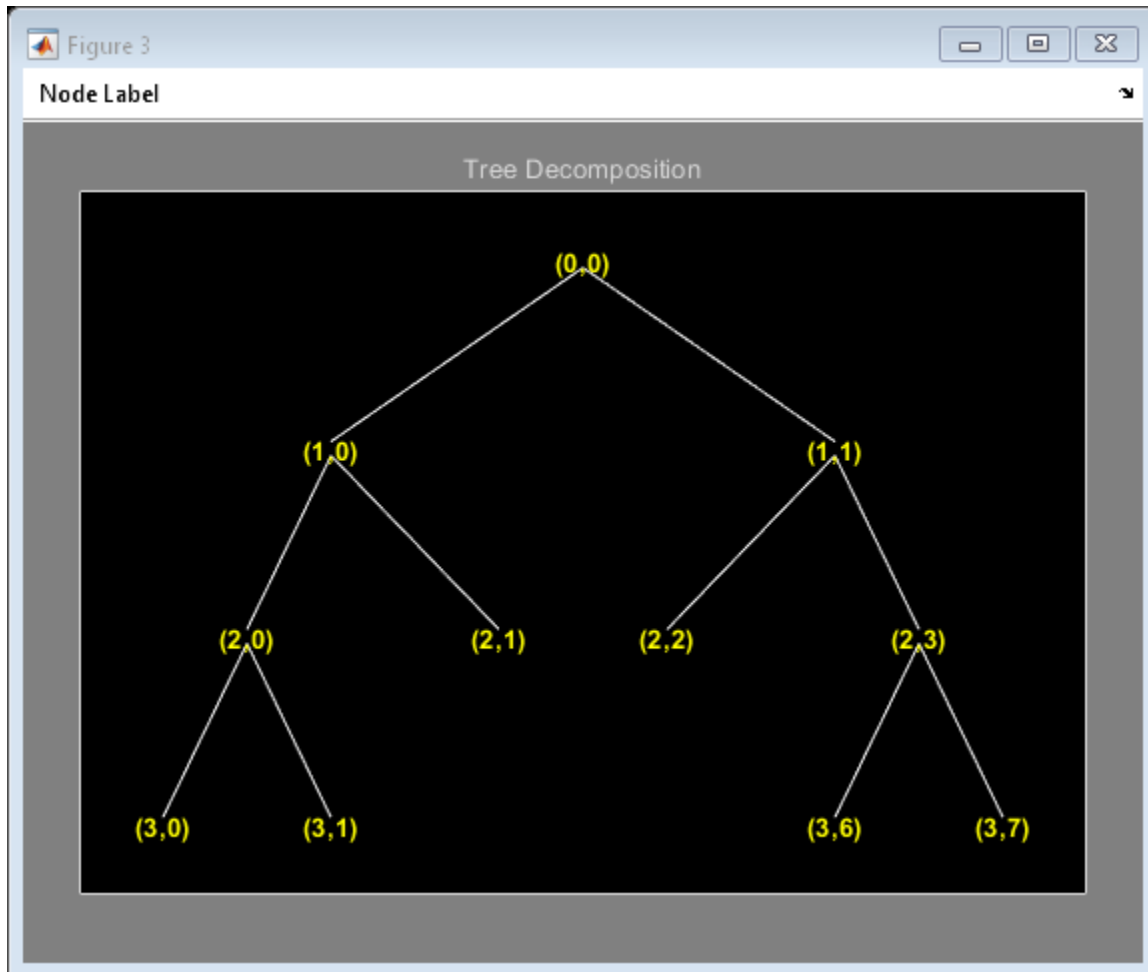 Figure 3
Node Label
Tree Decomposition
(0,0)
(1,0) (1,1)
(2,0) (2,1) (2,2) (2,3)
(3,0) (3,1) (3,6) (3,7)